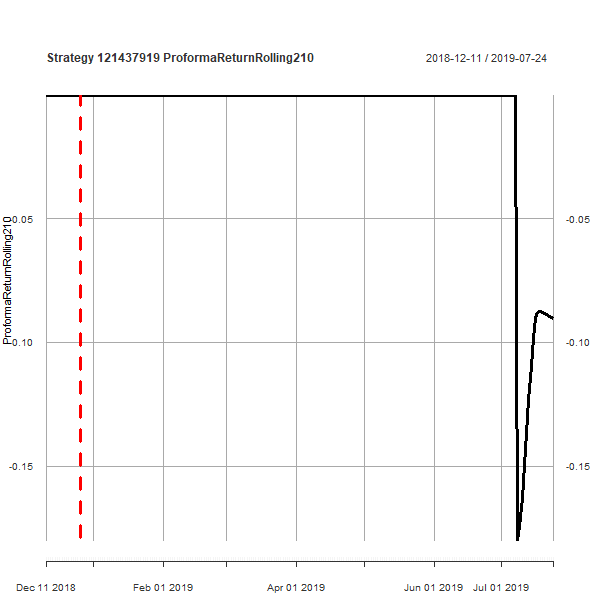 Strategy 121437919 ProformaReturnRolling210
2018-12-11 / 2019-07-24
ProformaReturnRolling210
-0.05 -0.05
-0.10 -0.10
-0.15 -0.15
Dec 11 2018 Feb 01 2019 Apr 01 2019 Jun 01 2019 Jul 01 2019